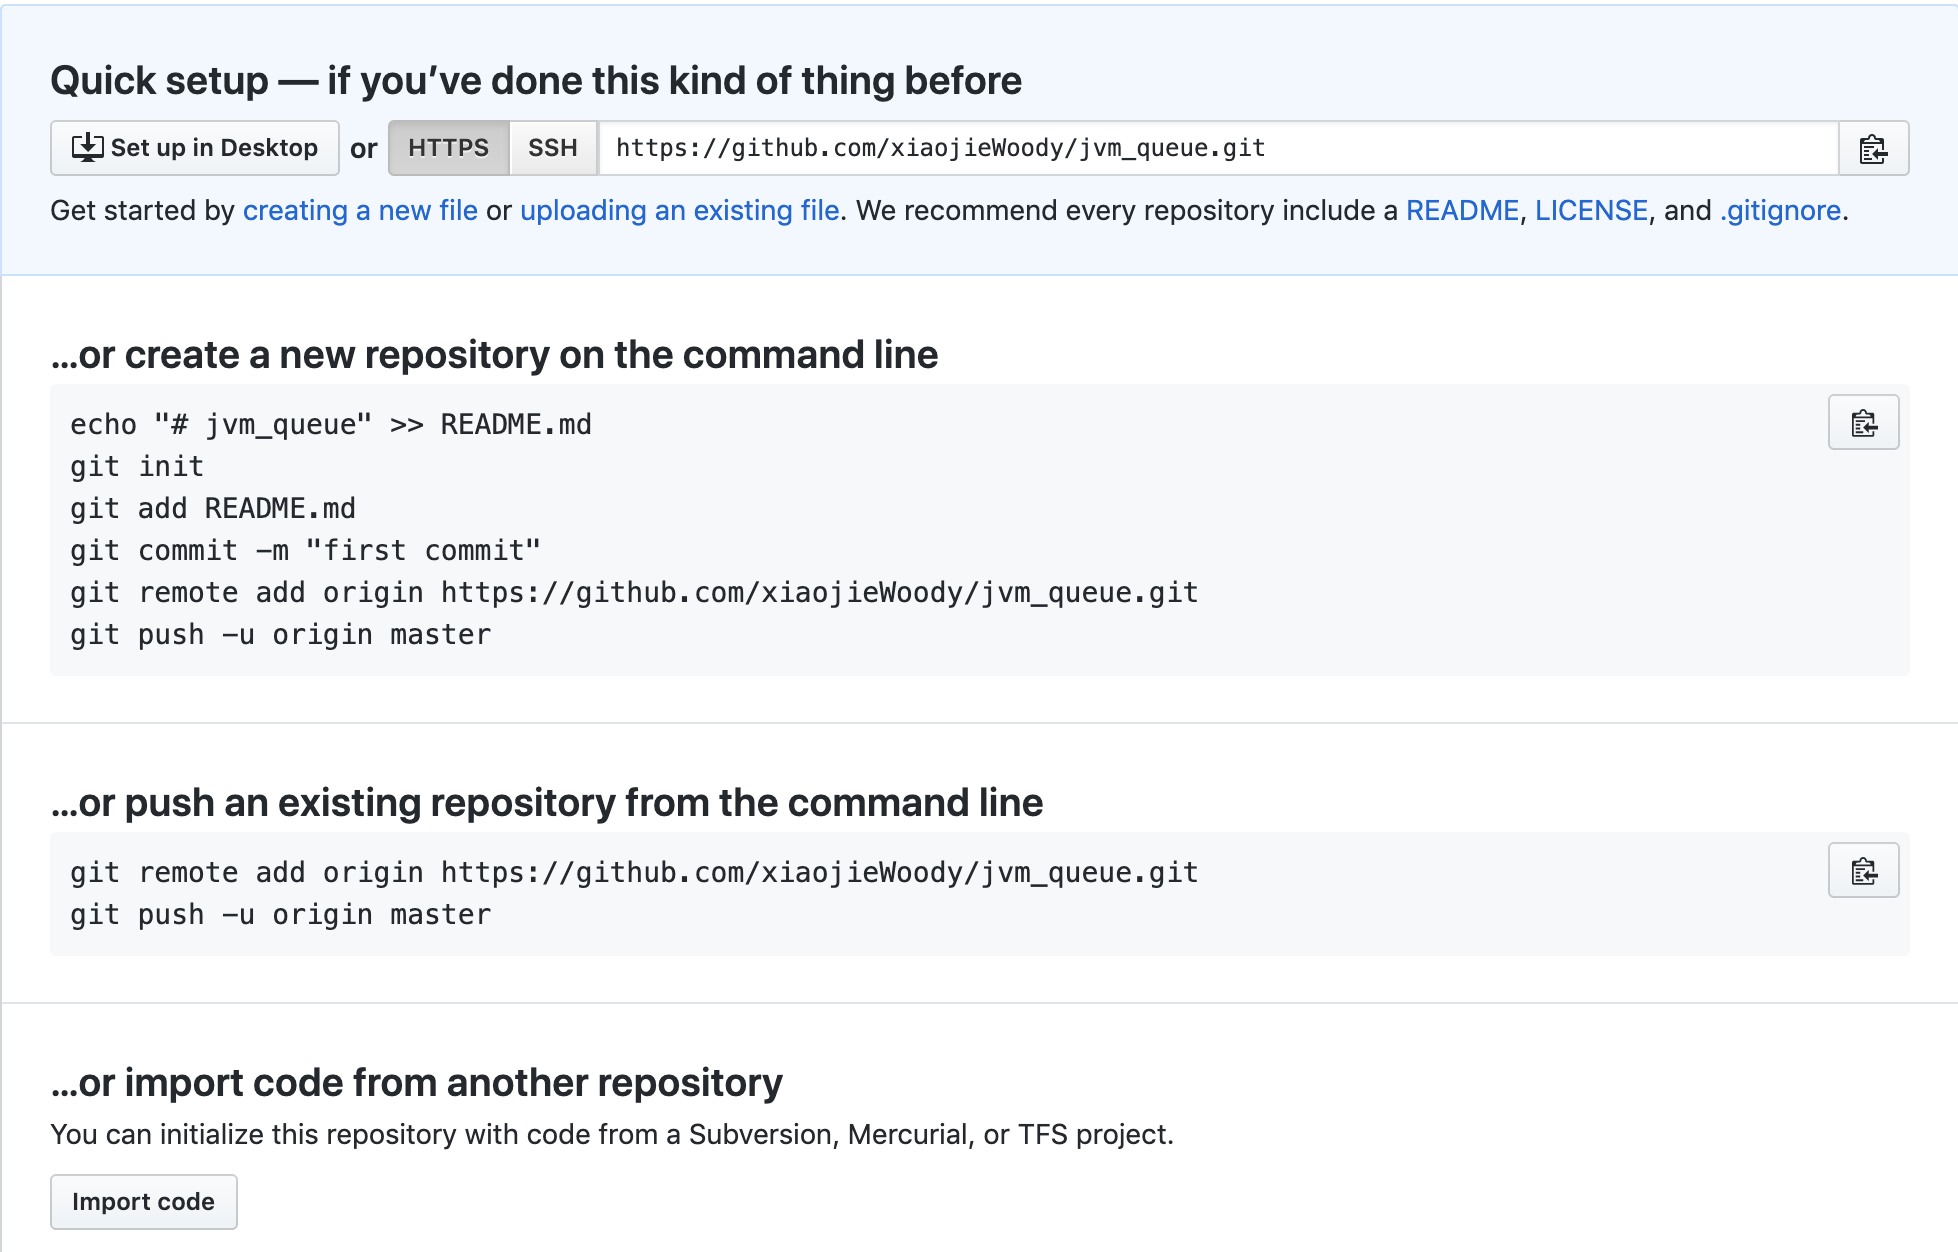 Quick setup — if you’ve done this kind of thing before
Set up in Desktop or HTTPS SSH https://github.com/xiaojieWoody/jvm_queue.git
Get started by creating a new file or uploading an existing file. We recommend every repository include a README, LICENSE, and .gitignore.
…or create a new repository on the command line
echo "# jvm_queue" >> README.md
git init
git add README.md
git commit -m "first commit"
git remote add origin https://github.com/xiaojieWoody/jvm_queue.git
git push -u origin master
…or push an existing repository from the command line
git remote add origin https://github.com/xiaojieWoody/jvm_queue.git
git push -u origin master
…or import code from another repository
You can initialize this repository with code from a Subversion, Mercurial, or TFS project.
Import code